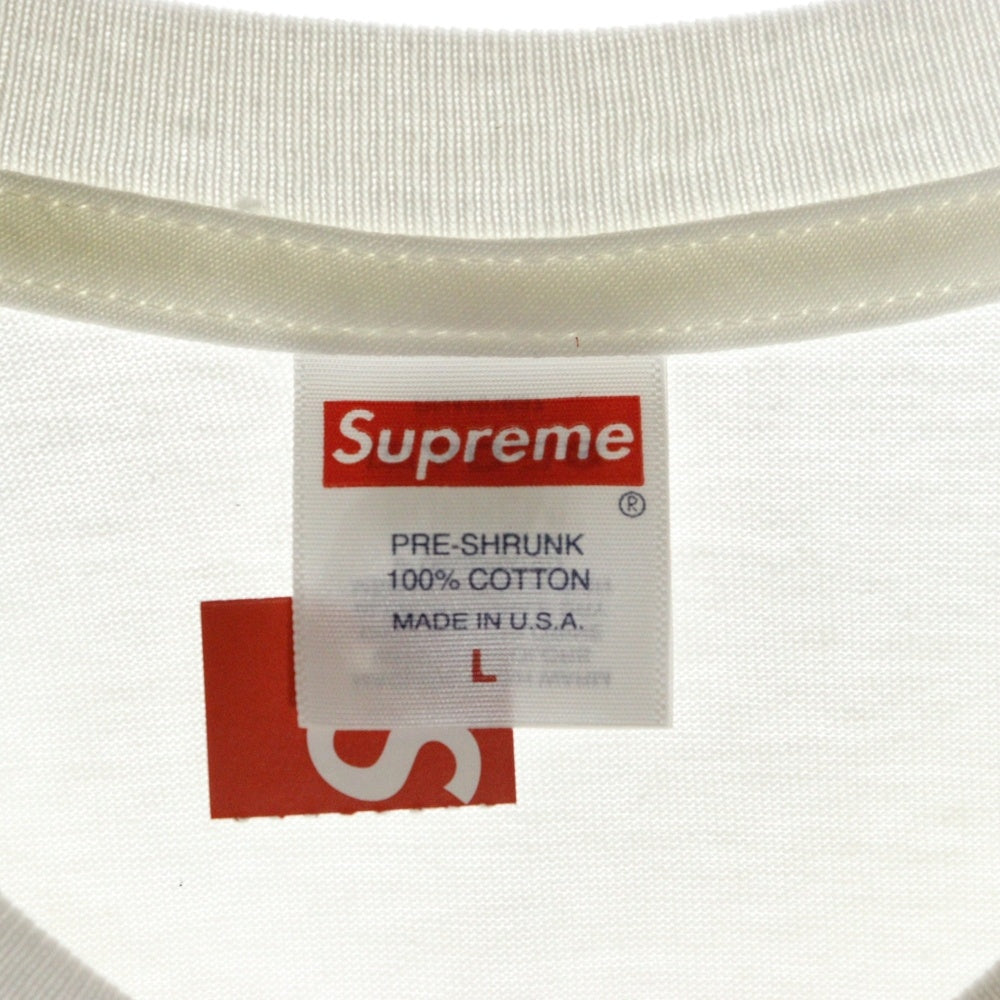 Supreme
®
PRE-SHRUNK
100% COTTON
MADE IN U.S.A.
L
S